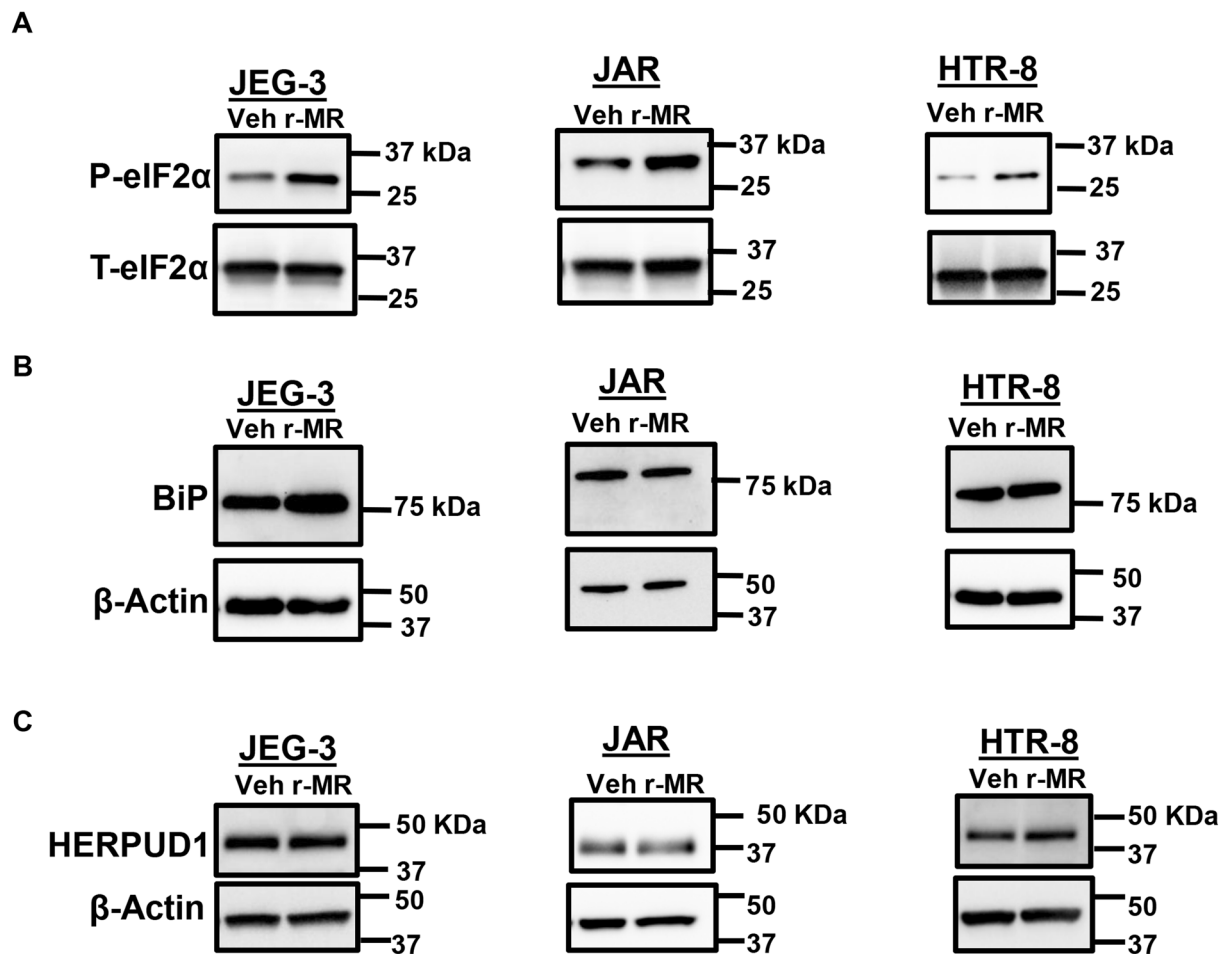 A
JEG-3
JAR
HTR-8
Veh r-MR
Veh r-MR
Veh r-MR
P-eIF2α
37 kDa
25
37 kDa
25
37 kDa
25
T-eIF2α
37
25
37
25
37
25
B
JEG-3
JAR
HTR-8
Veh r-MR
Veh r-MR
Veh r-MR
BiP
75 kDa
75 kDa
75 kDa
β-Actin
50
37
50
37
50
37
C
JEG-3
JAR
HTR-8
Veh r-MR
Veh r-MR
Veh r-MR
HERPUD1
50 KDa
37
50 KDa
37
50 KDa
37
β-Actin
50
37
50
37
50
37